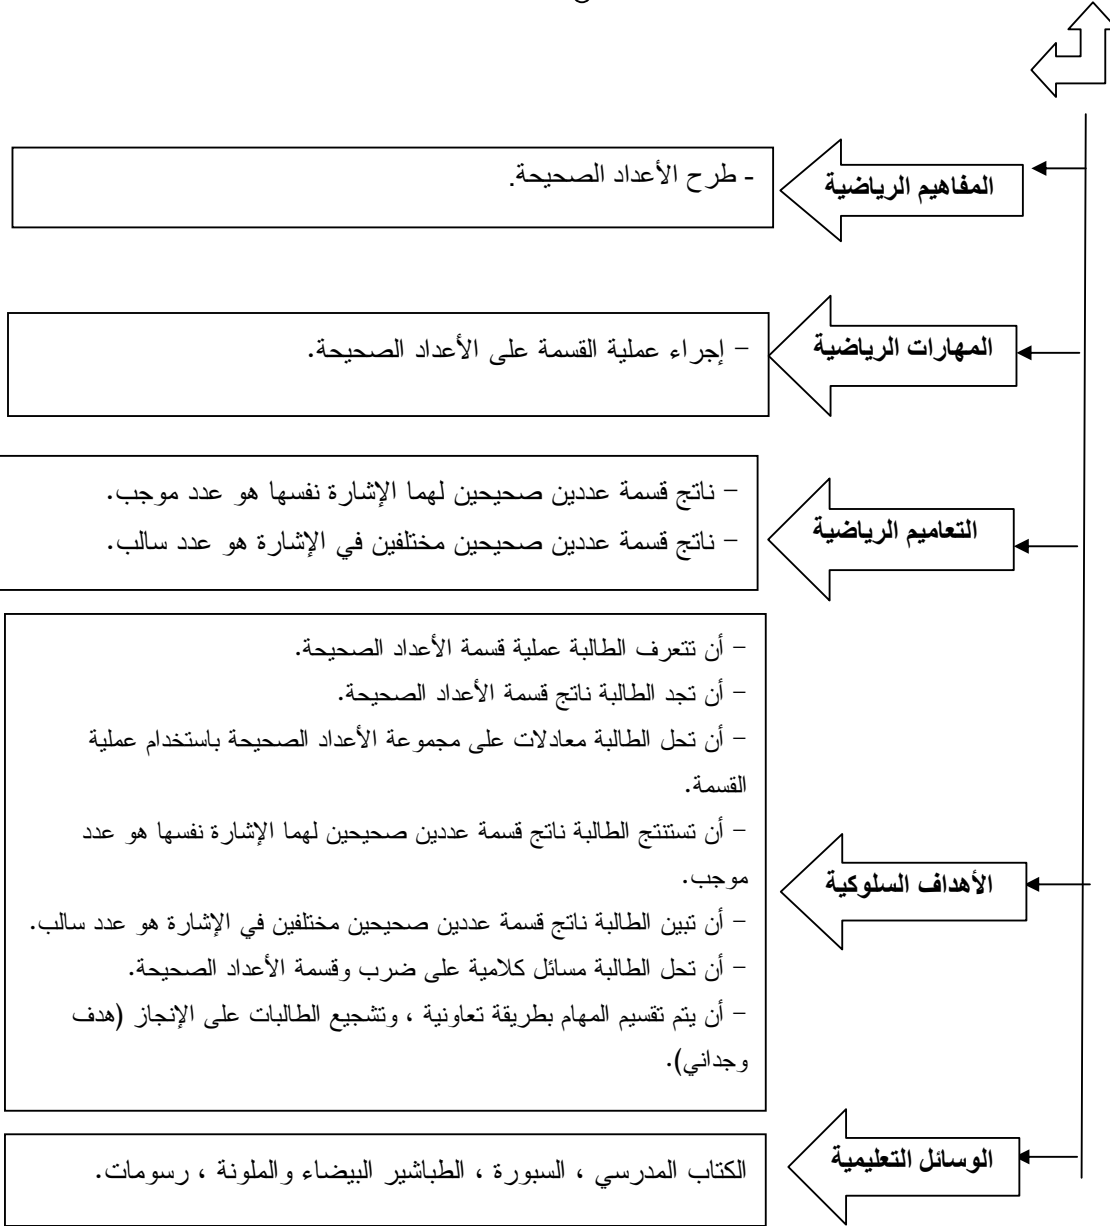 المفاهيم الرياضية
- طرح الأعداد الصحيحة.
المهارات الرياضية
- إجراء عملية القسمة على الأعداد الصحيحة.
التعاميم الرياضية
- ناتج قسمة عددين صحيحين لهما الإشارة نفسها هو عدد موجب.
- ناتج قسمة عددين صحيحين مختلفين في الإشارة هو عدد سالب.
الأهداف السلوكية
- أن تتعرف الطالبة عملية قسمة الأعداد الصحيحة.
- أن تجد الطالبة ناتج قسمة الأعداد الصحيحة.
- أن تحل الطالبة معادلات على مجموعة الأعداد الصحيحة باستخدام عملية
القسمة.
- أن تستنتج الطالبة ناتج قسمة عددين صحيحين لهما الإشارة نفسها هو عدد
موجب.
- أن تبين الطالبة ناتج قسمة عددين صحيحين مختلفين في الإشارة هو عدد سالب.
- أن تحل الطالبة مسائل كلامية على ضرب وقسمة الأعداد الصحيحة.
- أن يتم تقسيم المهام بطريقة تعاونية ، وتشجيع الطالبات على الإنجاز (هدف
وجداني).
الوسائل التعليمية
الكتاب المدرسي ، السبورة ، الطباشير البيضاء والملونة ، رسومات.